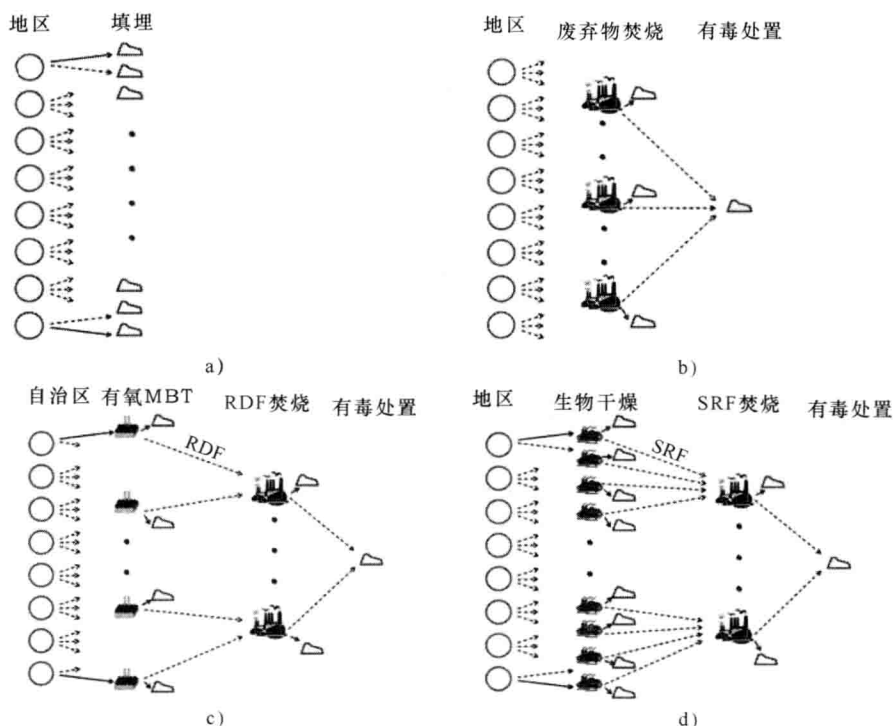 地区 填埋
a)
地区 废弃物焚烧 有毒处置
b)
自治区 有氧MBT RDF焚烧 有毒处置
RDF
c)
地区 生物干燥 SRF焚烧 有毒处置
SRF
d)